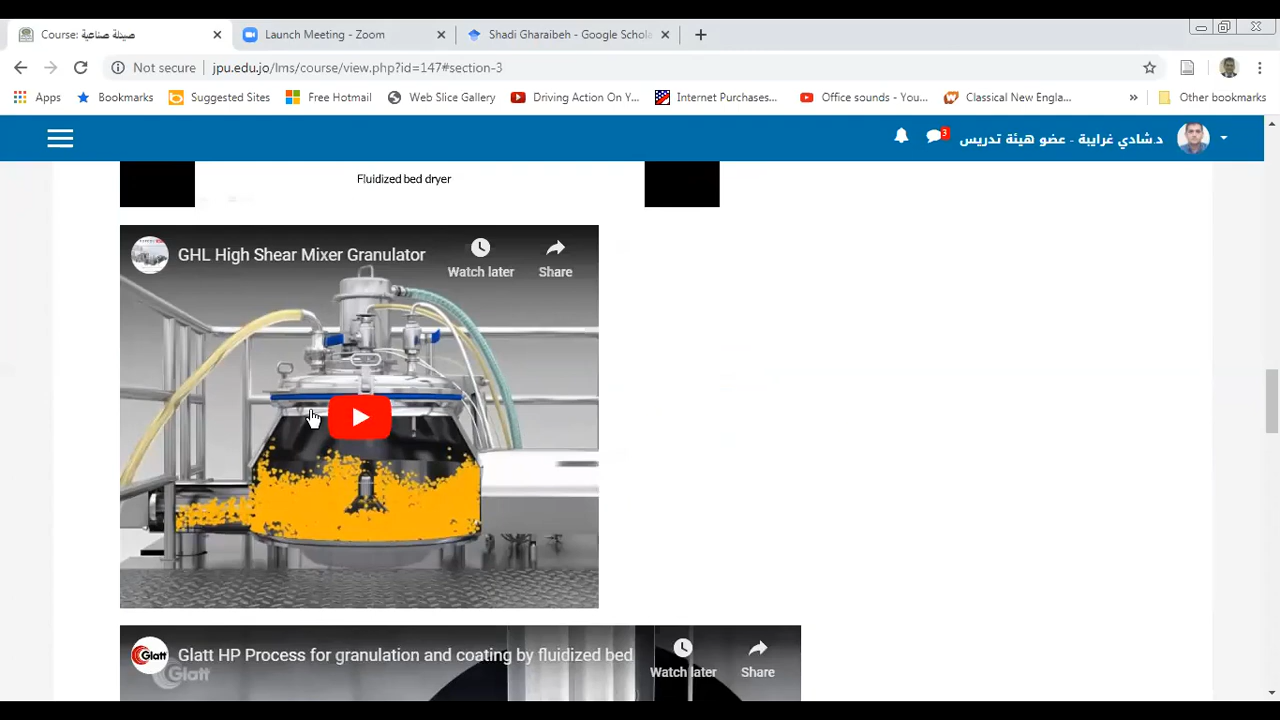 Course: صيدلة صناعية
Launch Meeting - Zoom
Shadi Gharaibeh - Google Schola
Not secure
jpu.edu.jo/lms/course/view.php?id=147#section-3
Apps
Bookmarks
Suggested Sites
Free Hotmail
Web Slice Gallery
Driving Action On Y...
Internet Purchases...
Office sounds - You...
Classical New Engla...
Other bookmarks
3
د.شادي غرايبة - عضو هيئة تدريس
Fluidized bed dryer
GHL High Shear Mixer Granulator
Watch later
Share
Glatt HP Process for granulation and coating by fluidized bed
Watch later
Share
Glatt
Glatt